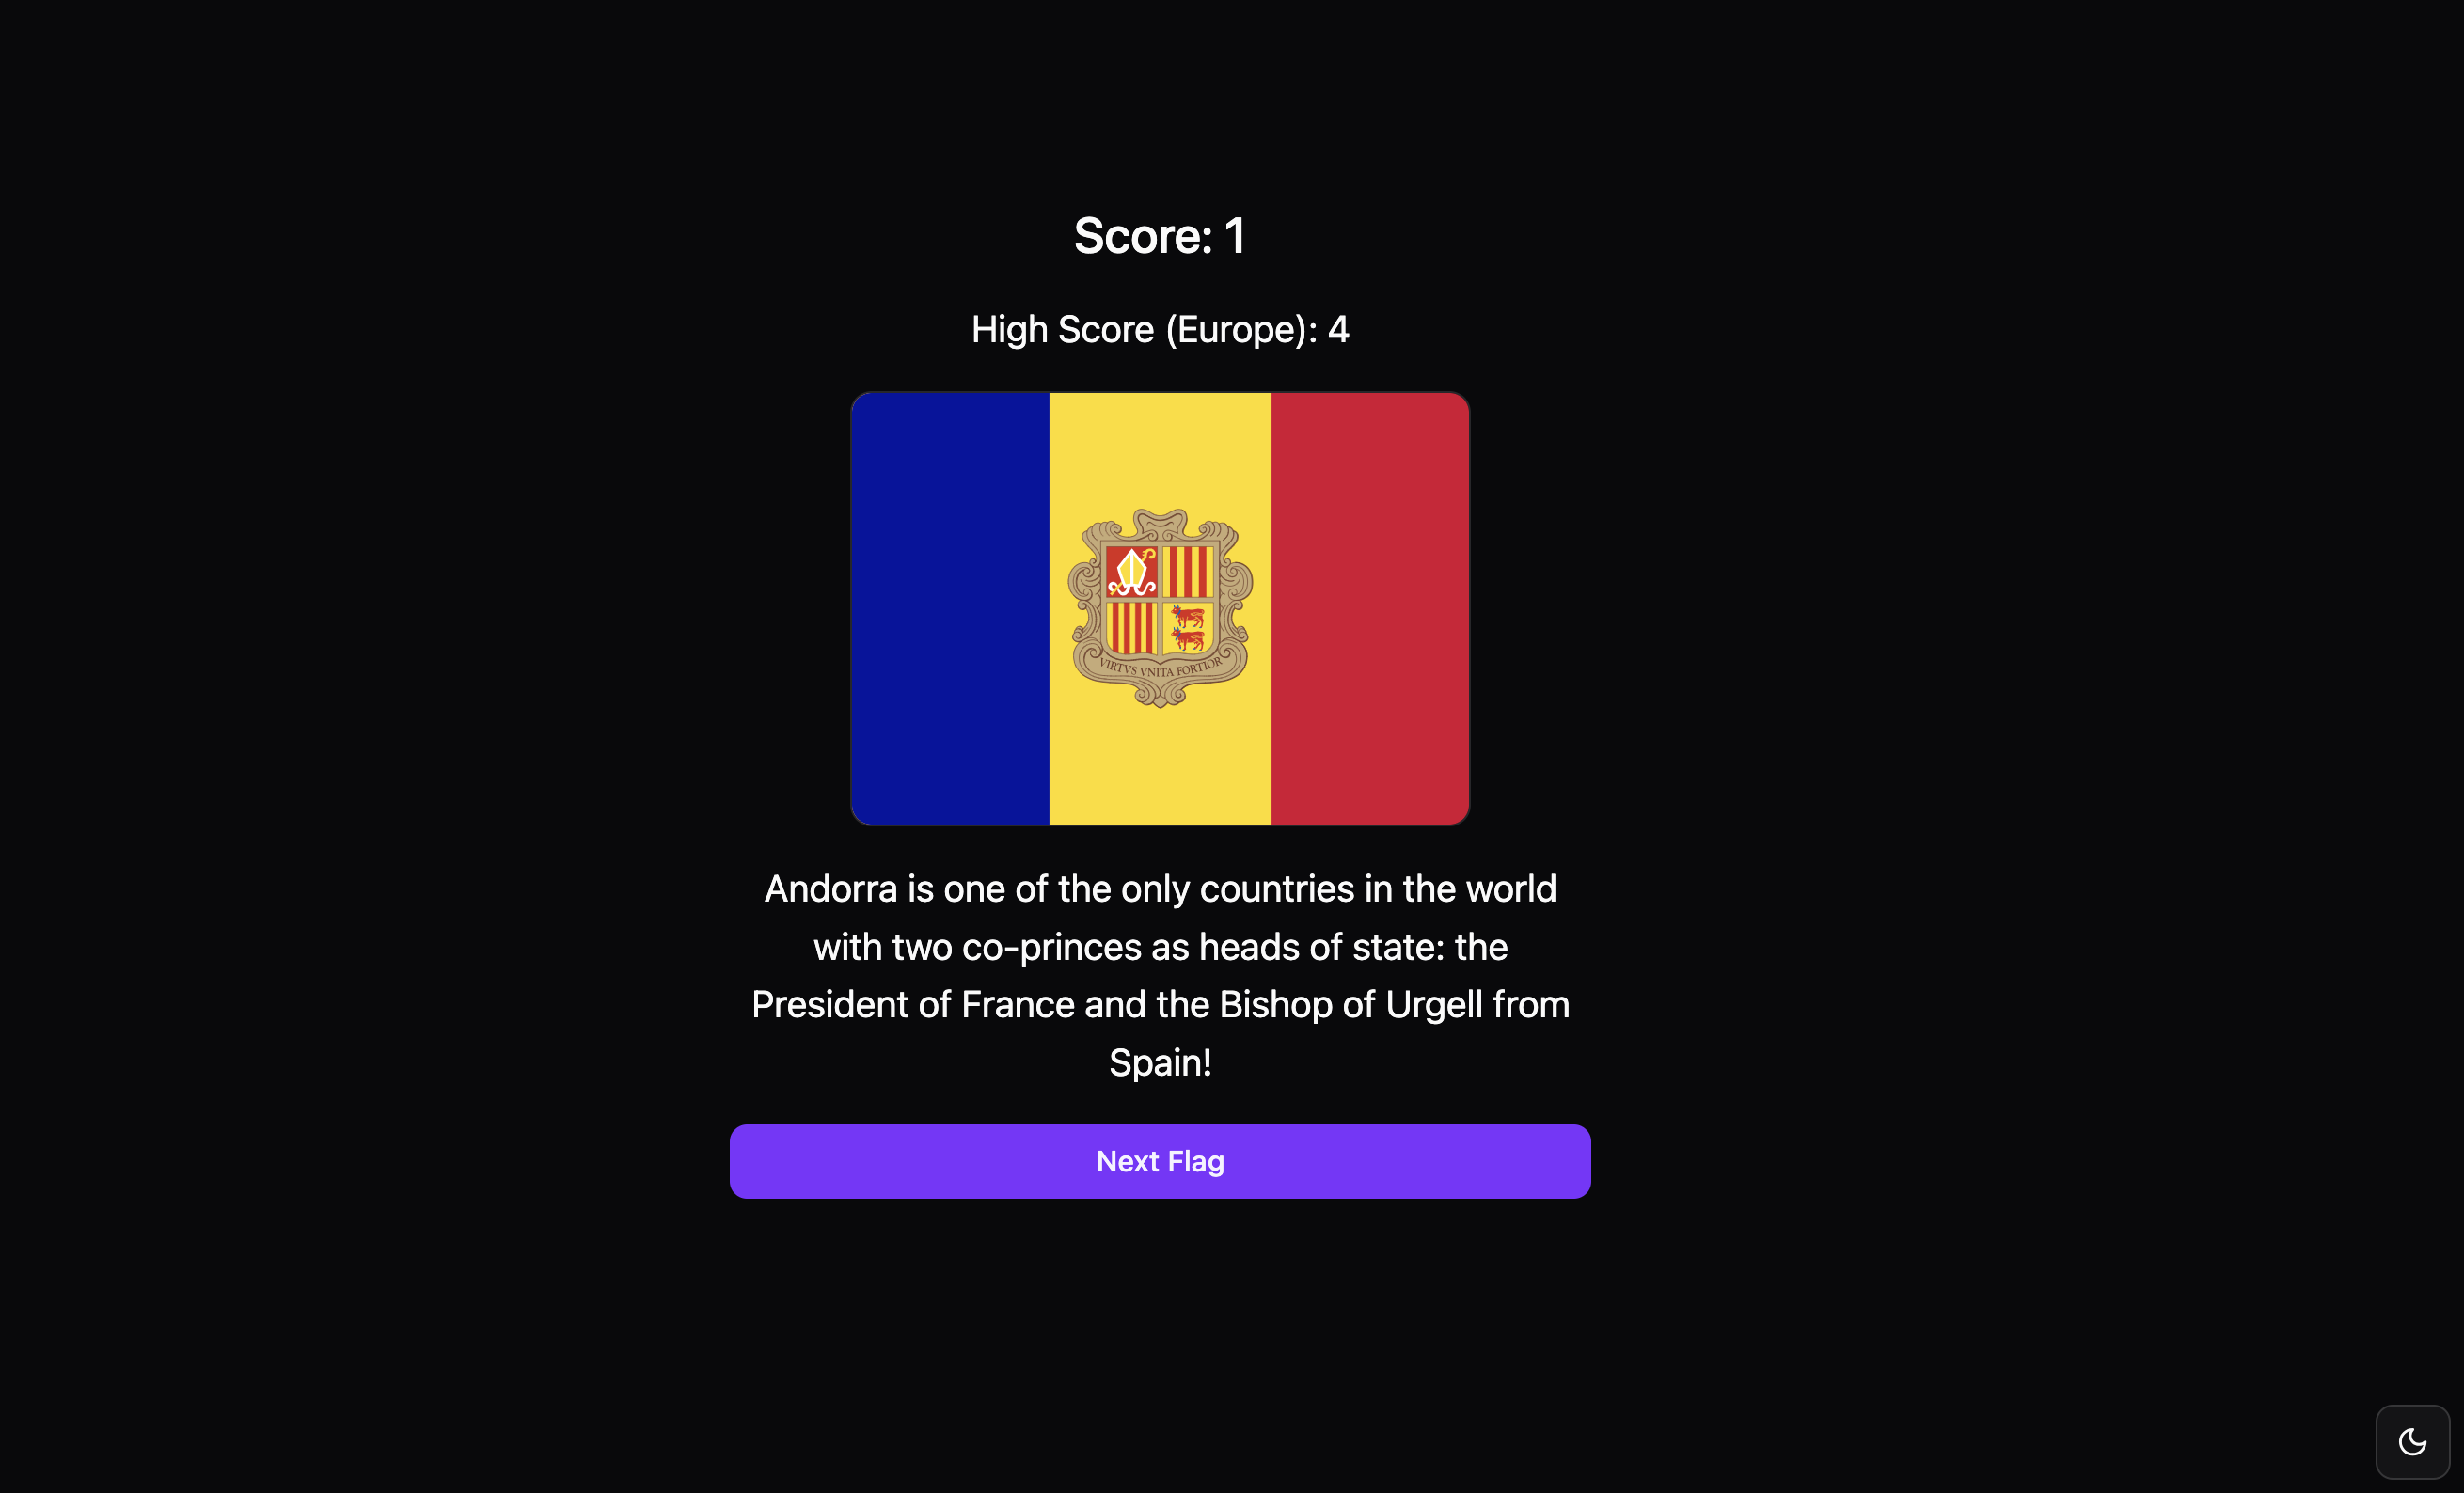 Score: 1
High Score (Europe): 4
VIRTVS VNITA FORTIOR
Andorra is one of the only countries in the world
with two co-princes as heads of state: the
President of France and the Bishop of Urgell from
Spain!
Next Flag